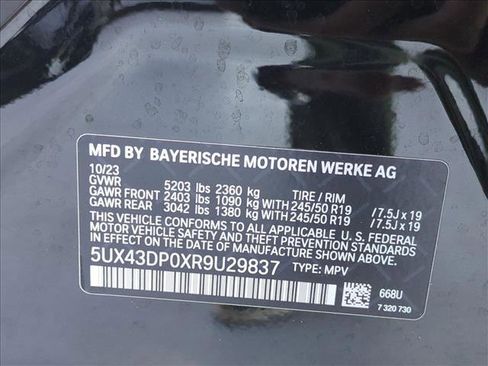 MFD BY BAYERISCHE MOTOREN WERKE AG
10/23
GVWR 5203 lbs 2360 kg TIRE / RIM
GAWR FRONT 2403 lbs 1090 kg WITH 245/50 R19 /7.5J x 19
GAWR REAR 3042 lbs 1380 kg WITH 245/50 R19 /7.5J x 19
THIS VEHICLE CONFORMS TO ALL APPLICABLE U.S. FEDERAL
MOTOR VEHICLE SAFETY STANDARDS IN EFFECT ON THE
DATE OF MANUFACTURE SHOWN ABOVE.
5UX43DP0XR9U29837 TYPE: MPV 668U
7 320 730